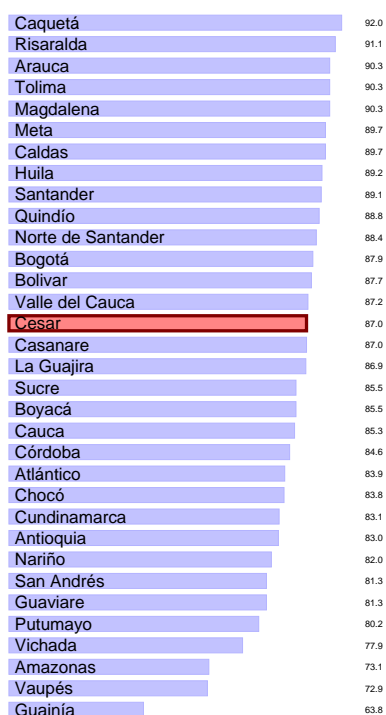 Caquetá 92.0
Risaralda 91.1
Arauca 90.3
Tolima 90.3
Magdalena 90.3
Meta 89.7
Caldas 89.7
Huila 89.2
Santander 89.1
Quindío 88.8
Norte de Santander 88.4
Bogotá 87.9
Bolivar 87.7
Valle del Cauca 87.2
Cesar 87.0
Casanare 87.0
La Guajira 86.9
Sucre 85.5
Boyacá 85.5
Cauca 85.3
Córdoba 84.6
Atlántico 83.9
Chocó 83.8
Cundinamarca 83.1
Antioquia 83.0
Nariño 82.0
San Andrés 81.3
Guaviare 81.3
Putumayo 80.2
Vichada 77.9
Amazonas 73.1
Vaupés 72.9
Guainía 63.8